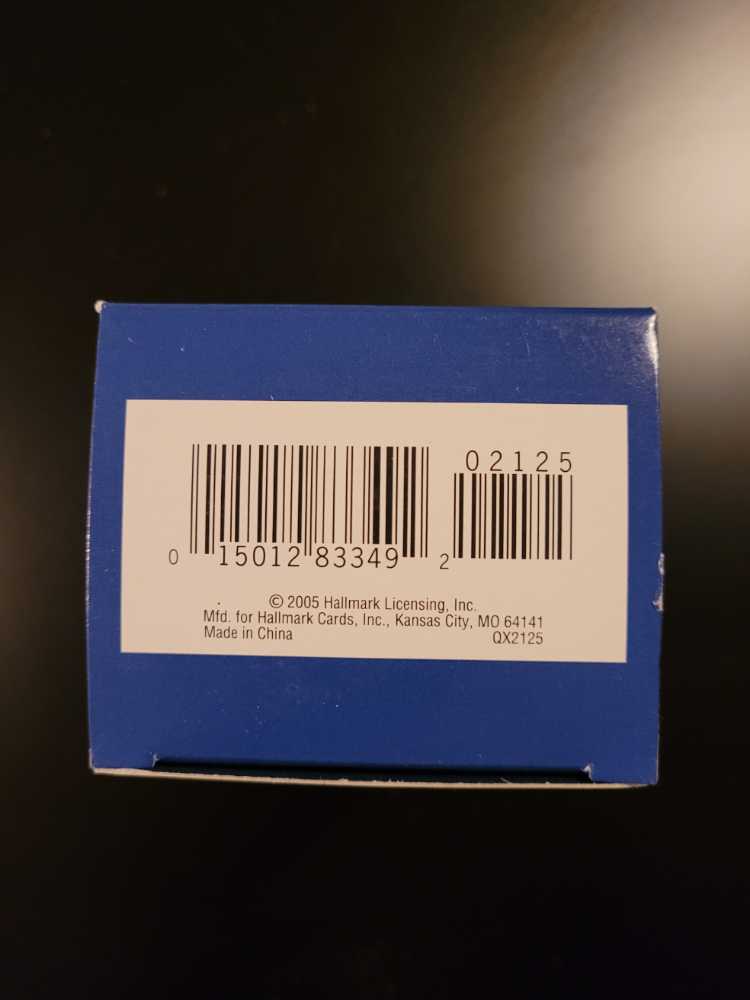 02125
0 15012 83349 2
© 2005 Hallmark Licensing, Inc.
Mfd. for Hallmark Cards, Inc., Kansas City, MO 64141
Made in China QX2125